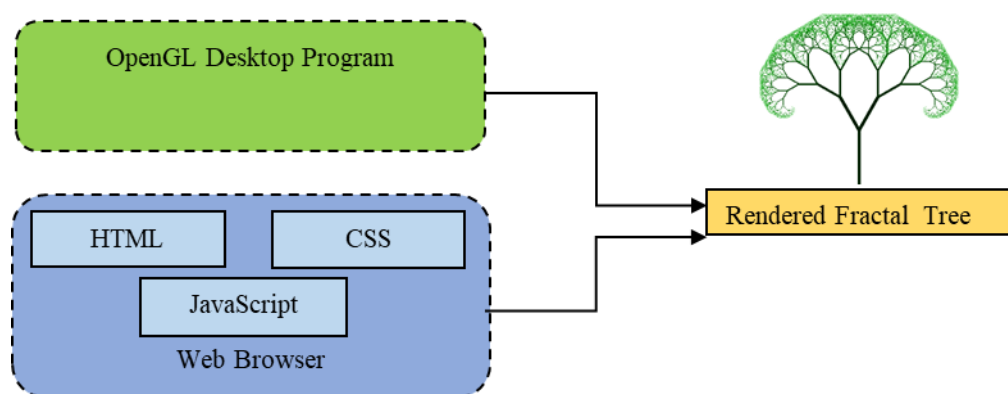 OpenGL Desktop Program
HTML
CSS
JavaScript
Web Browser
Rendered Fractal Tree